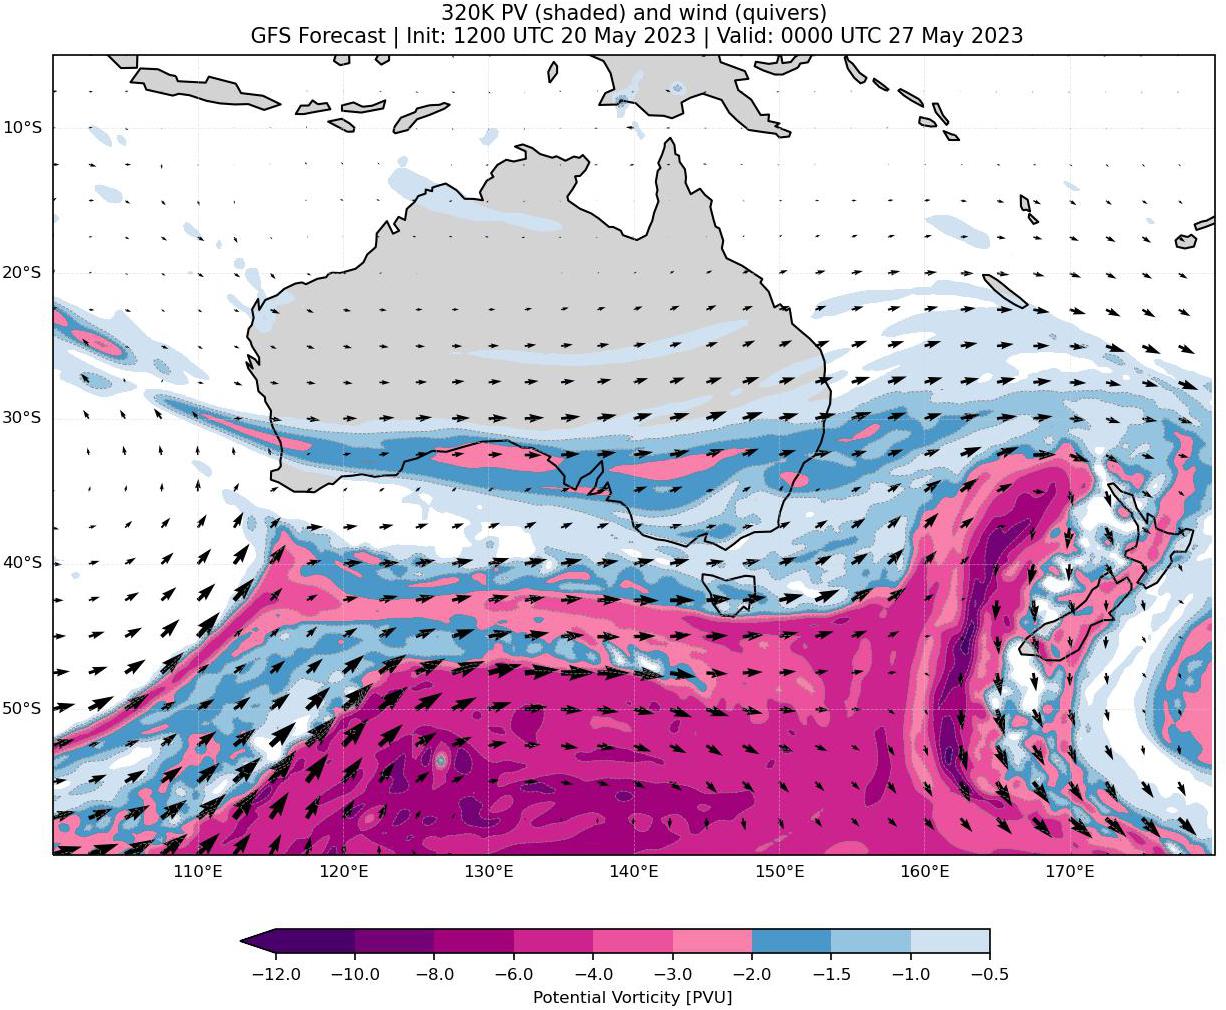 320K PV (shaded) and wind (quivers)
GFS Forecast | Init: 1200 UTC 20 May 2023 | Valid: 0000 UTC 27 May 2023
10°S
20°S
30°S
40°S
50°S
110°E 120°E 130°E 140°E 150°E 160°E 170°E
−12.0 −10.0 −8.0 −6.0 −4.0 −3.0 −2.0 −1.5 −1.0 −0.5
Potential Vorticity [PVU]